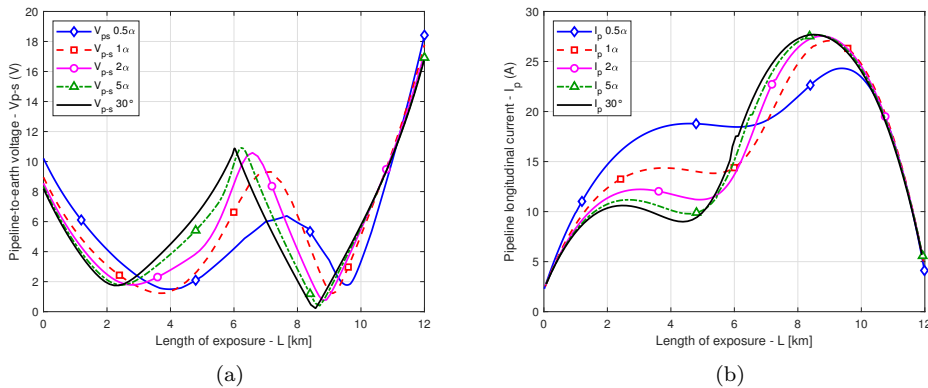 20
18
16
14
12
10
8
6
4
2
0
Pipeline-to-earth voltage - Vp-s (V)
V_ps 0.5α
V_p-s 1α
V_p-s 2α
V_p-s 5α
V_p-s 30°
0 2 4 6 8 10 12
Length of exposure - L [km]
(a)
30
25
20
15
10
5
0
Pipeline longitudinal current - I_p (A)
I_p 0.5α
I_p 1α
I_p 2α
I_p 5α
I_p 30°
0 2 4 6 8 10 12
Length of exposure - L [km]
(b)